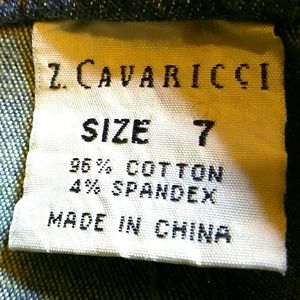 Z. CAVARICCI
SIZE 7
96% COTTON
4% SPANDEX
MADE IN CHINA